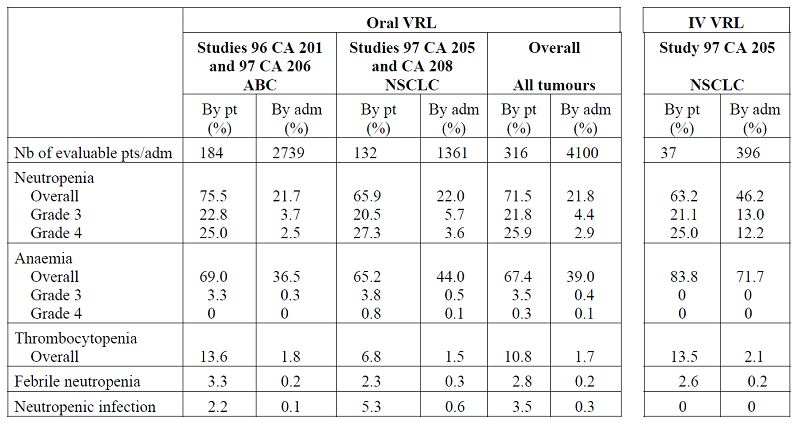 Oral VRL IV VRL
Studies 96 CA 201 Studies 97 CA 205 Overall Study 97 CA 205
and 97 CA 206 and CA 208
ABC NSCLC All tumours NSCLC
By pt By adm By pt By adm By pt By adm By pt By adm
(%) (%) (%) (%) (%) (%) (%) (%)
Nb of evaluable pts/adm 184 2739 132 1361 316 4100 37 396
Neutropenia
Overall 75.5 21.7 65.9 22.0 71.5 21.8 63.2 46.2
Grade 3 22.8 3.7 20.5 5.7 21.8 4.4 21.1 13.0
Grade 4 25.0 2.5 27.3 3.6 25.9 2.9 25.0 12.2
Anaemia
Overall 69.0 36.5 65.2 44.0 67.4 39.0 83.8 71.7
Grade 3 3.3 0.3 3.8 0.5 3.5 0.4 0 0
Grade 4 0 0 0.8 0.1 0.3 0.1 0 0
Thrombocytopenia
Overall 13.6 1.8 6.8 1.5 10.8 1.7 13.5 2.1
Febrile neutropenia 3.3 0.2 2.3 0.3 2.8 0.2 2.6 0.2
Neutropenic infection 2.2 0.1 5.3 0.6 3.5 0.3 0 0